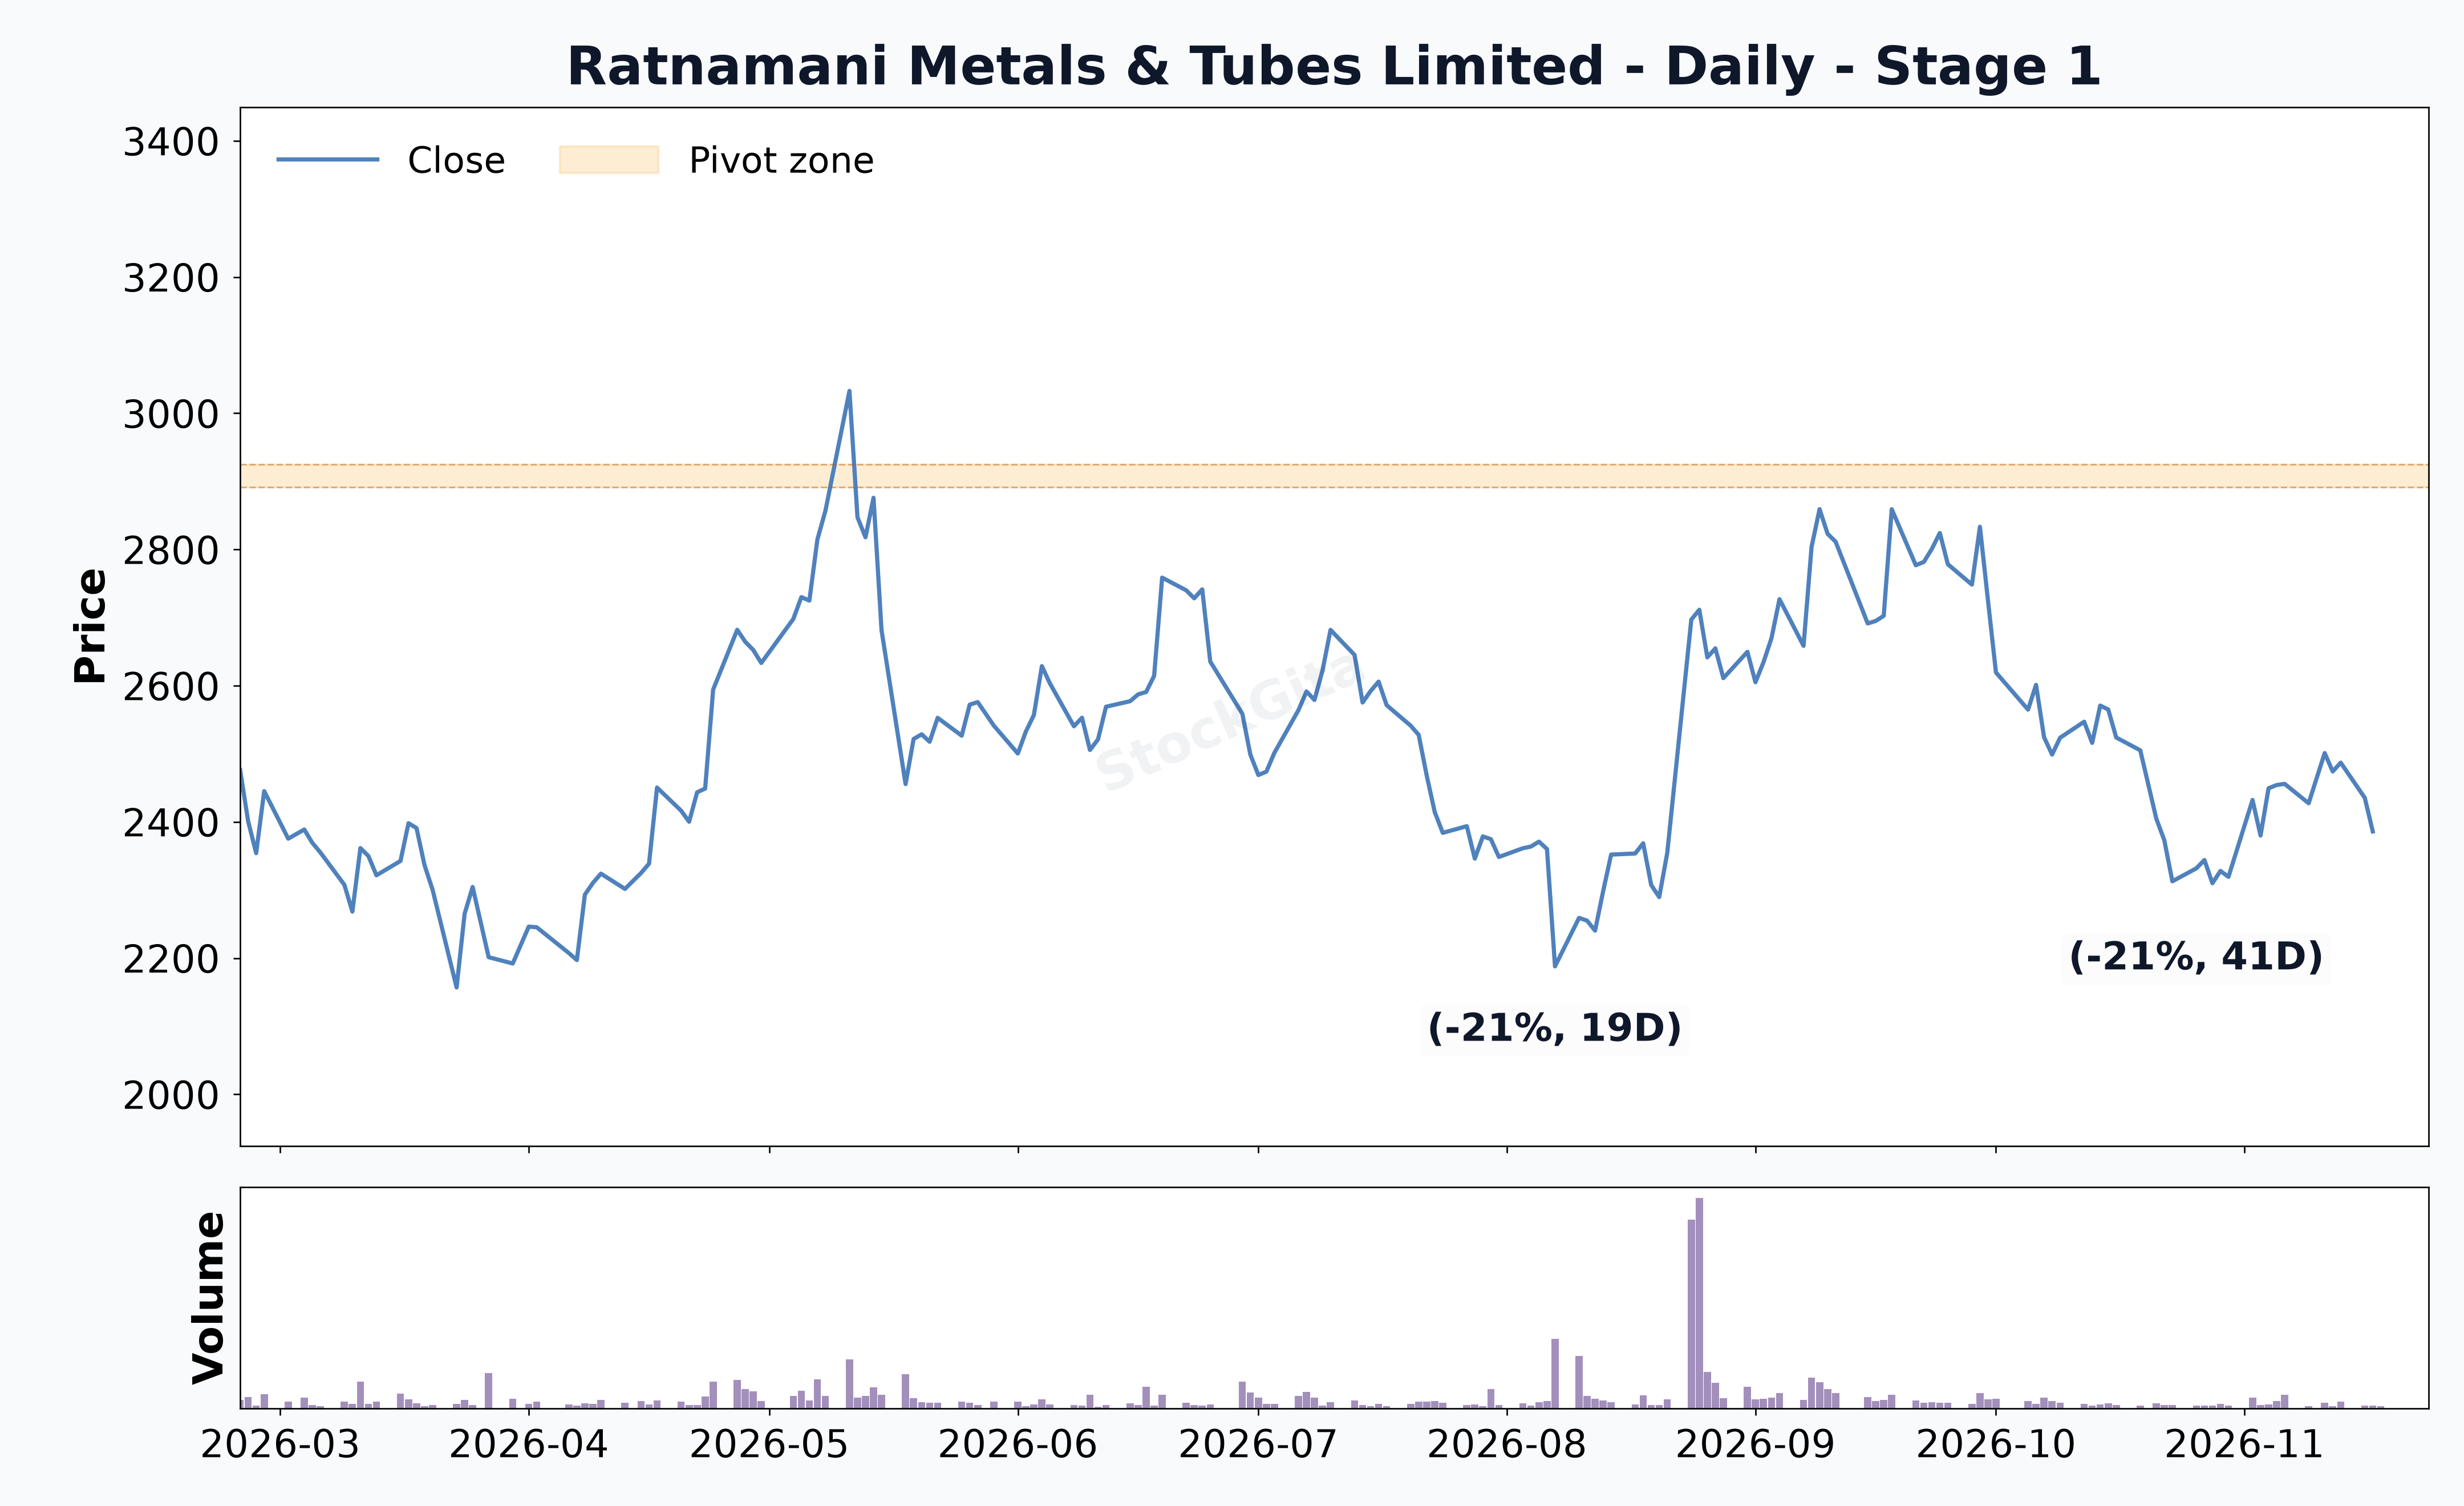 Ratnamani Metals & Tubes Limited - Daily - Stage 1
Close
Pivot zone
Price
3400
3200
3000
2800
2600
2400
2200
2000
StockGita
(-21%, 19D)
(-21%, 41D)
Volume
2026-03
2026-04
2026-05
2026-06
2026-07
2026-08
2026-09
2026-10
2026-11